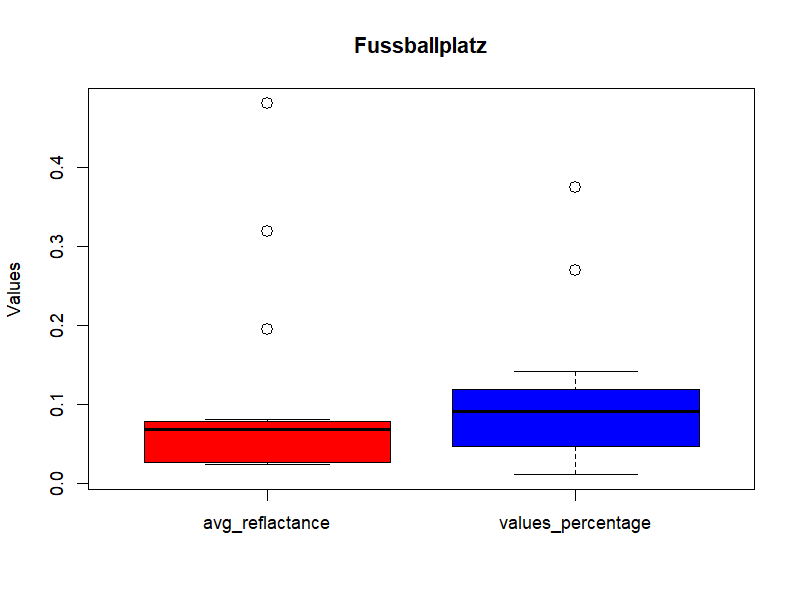 Fussballplatz
Values
0.4
0.3
0.2
0.1
0.0
avg_reflactance
values_percentage